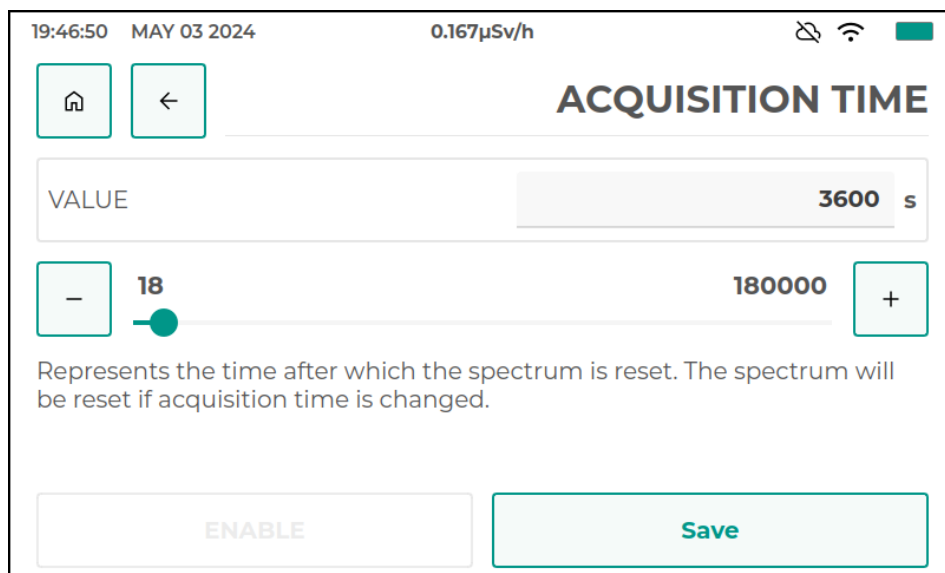 19:46:50 MAY 03 2024 0.167µSv/h
ACQUISITION TIME
VALUE 3600 s
− 18 180000 +
Represents the time after which the spectrum is reset. The spectrum will
be reset if acquisition time is changed.
ENABLE Save